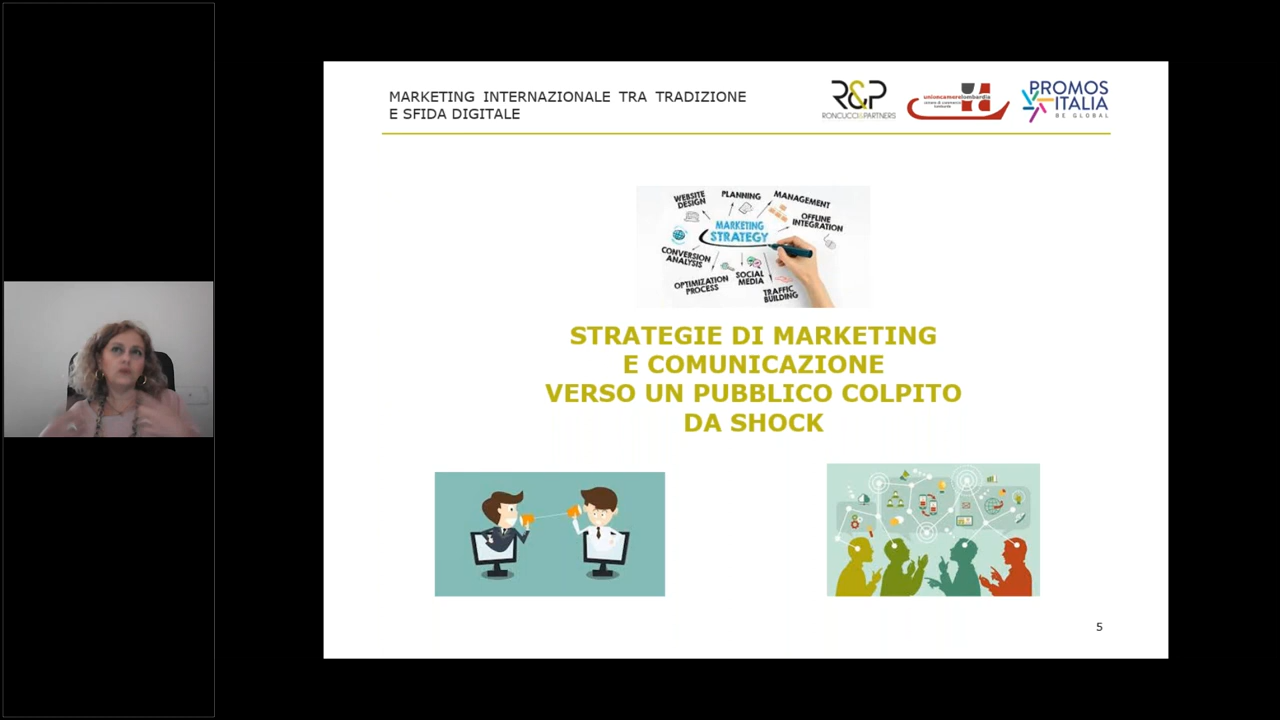 MARKETING INTERNAZIONALE TRA TRADIZIONE
E SFIDA DIGITALE
R&P
RONCUCCI&PARTNERS
unioncamerelombardia
PROMOS
ITALIA
BE GLOBAL
WEBSITE
DESIGN
PLANNING
MANAGEMENT
OFFLINE
INTEGRATION
MARKETING
STRATEGY
CONVERSION
ANALYSIS
OPTIMIZATION
PROCESS
SOCIAL
MEDIA
TRAFFIC
BUILDING
STRATEGIE DI MARKETING
E COMUNICAZIONE
VERSO UN PUBBLICO COLPITO
DA SHOCK
5